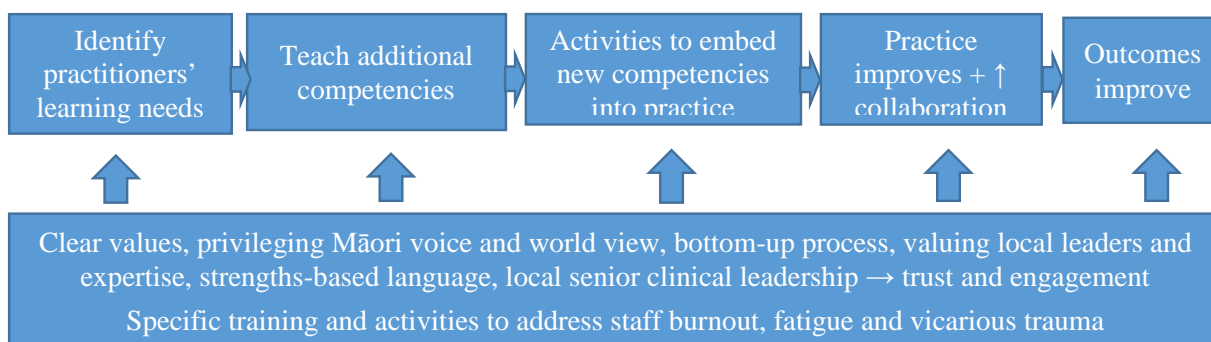 Identify
practitioners’
learning needs
Teach additional
competencies
Activities to embed
new competencies
into practice
Practice
improves + ↑
collaboration
Outcomes
improve
Clear values, privileging Māori voice and world view, bottom-up process, valuing local leaders and
expertise, strengths-based language, local senior clinical leadership → trust and engagement
Specific training and activities to address staff burnout, fatigue and vicarious trauma